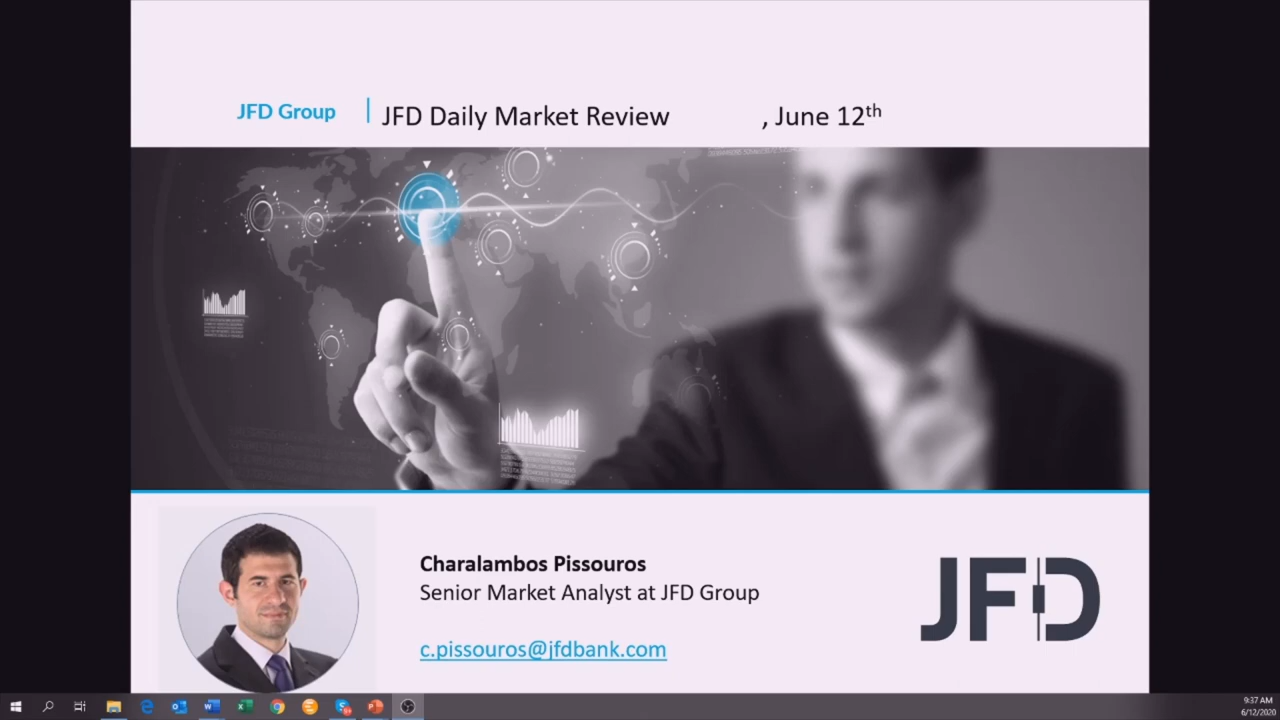 JFD Group
JFD Daily Market Review , June 12th
Charalambos Pissouros
Senior Market Analyst at JFD Group
c.pissouros@jfdbank.com
JFD
9:37 AM
6/12/2020